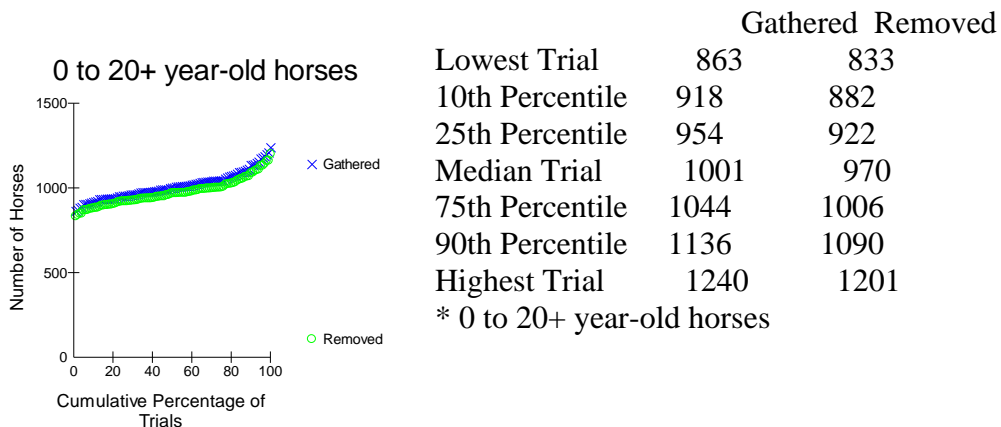 0 to 20+ year-old horses
1500
1000
500
0
Number of Horses
0 20 40 60 80 100
Cumulative Percentage of
Trials
Gathered
Removed
Gathered Removed
Lowest Trial 863 833
10th Percentile 918 882
25th Percentile 954 922
Median Trial 1001 970
75th Percentile 1044 1006
90th Percentile 1136 1090
Highest Trial 1240 1201
* 0 to 20+ year-old horses